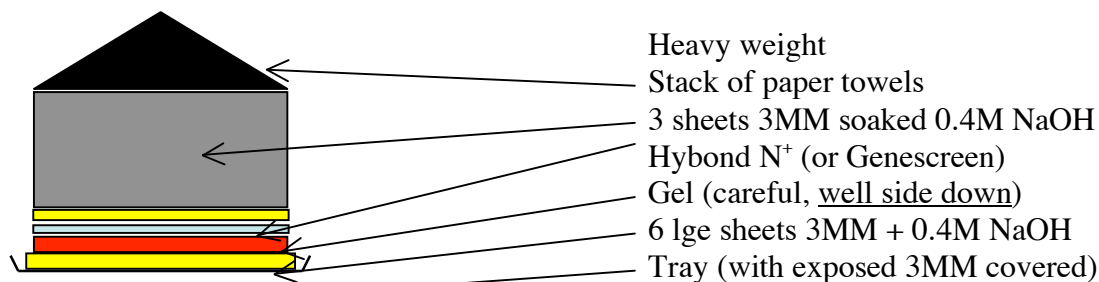 Heavy weight
Stack of paper towels
3 sheets 3MM soaked 0.4M NaOH
Hybond N⁺ (or Genescreen)
Gel (careful, well side down)
6 lge sheets 3MM + 0.4M NaOH
Tray (with exposed 3MM covered)